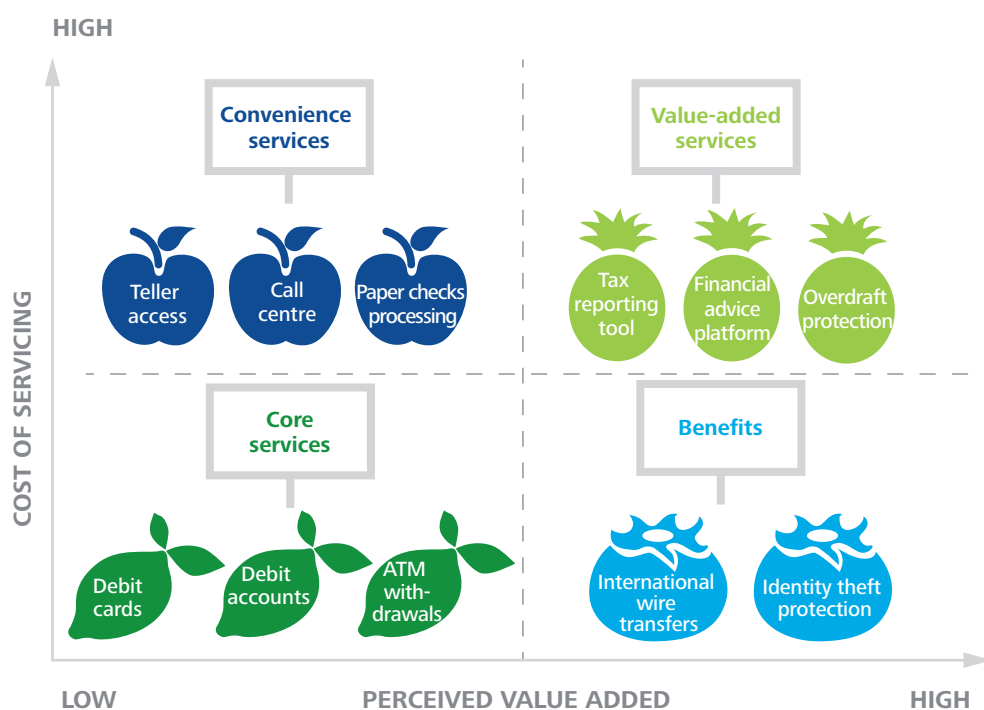 HIGH
Convenience
services
Value-added
services
Teller
access
Call
centre
Paper checks
processing
Tax
reporting
tool
Financial
advice
platform
Overdraft
protection
COST OF SERVICING
Core
services
Benefits
Debit
cards
Debit
accounts
ATM
with-
drawals
International
wire
transfers
Identity theft
protection
LOW
PERCEIVED VALUE ADDED
HIGH